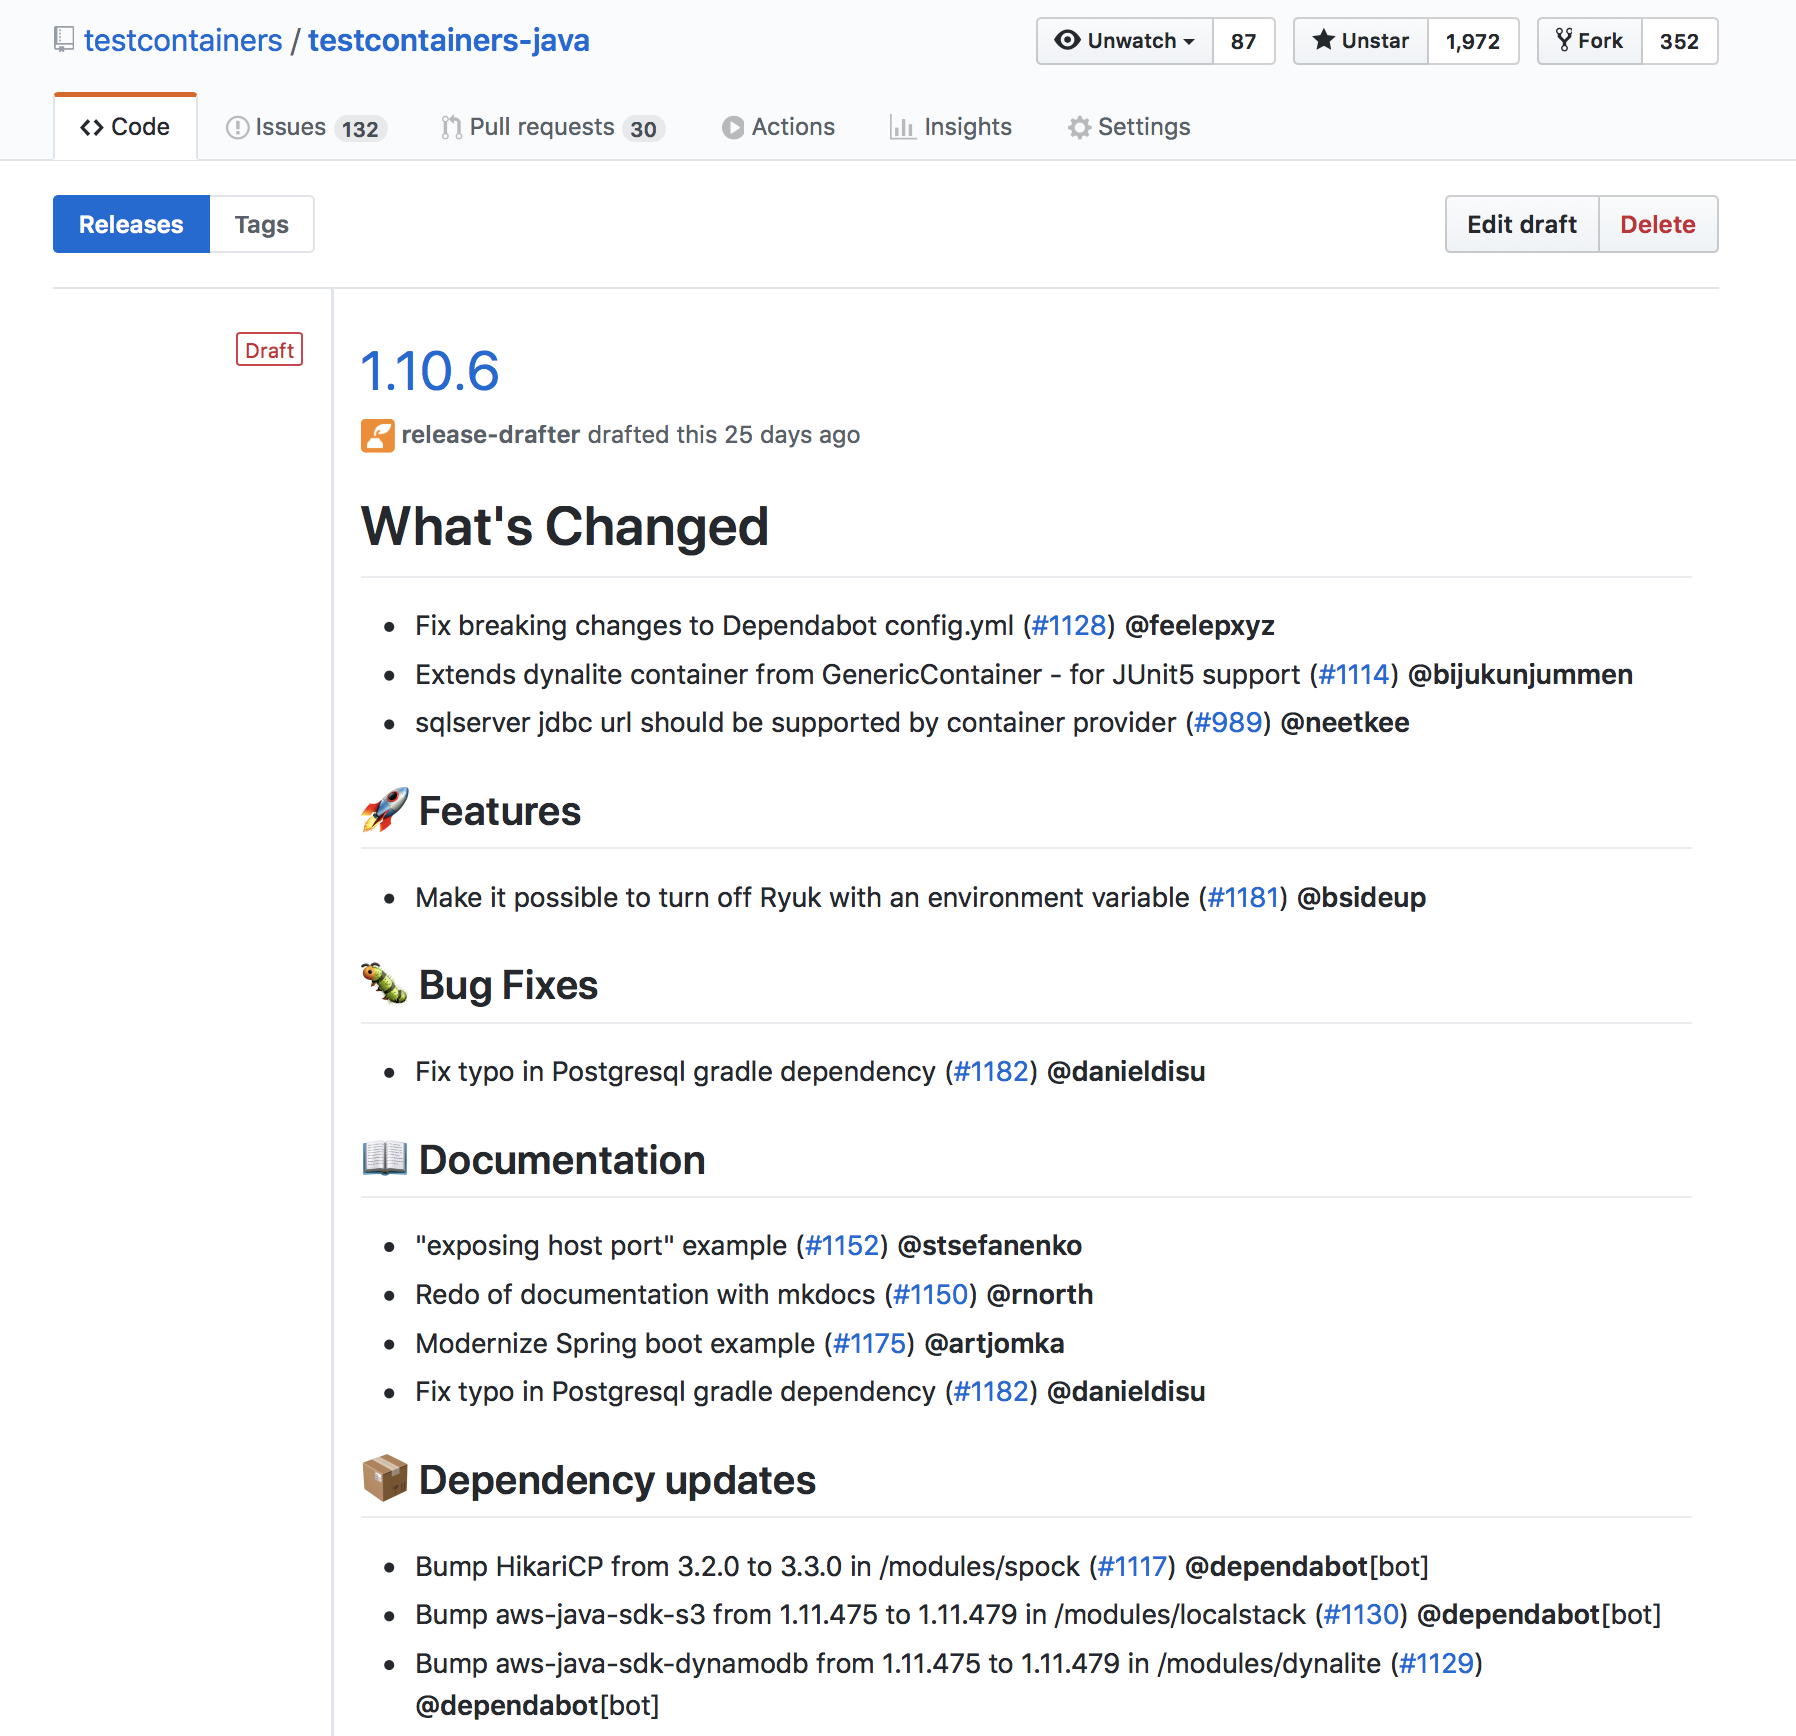 testcontainers / testcontainers-java
Unwatch 87
Unstar 1,972
Fork 352
Code
Issues 132
Pull requests 30
Actions
Insights
Settings
Releases
Tags
Edit draft
Delete
Draft
1.10.6
release-drafter drafted this 25 days ago
What's Changed
Fix breaking changes to Dependabot config.yml (#1128) @feelepxyz
Extends dynalite container from GenericContainer - for JUnit5 support (#1114) @bijukunjummen
sqlserver jdbc url should be supported by container provider (#989) @neetkee
🚀 Features
Make it possible to turn off Ryuk with an environment variable (#1181) @bsideup
🐛 Bug Fixes
Fix typo in Postgresql gradle dependency (#1182) @danieldisu
📖 Documentation
"exposing host port" example (#1152) @stsefanenko
Redo of documentation with mkdocs (#1150) @rnorth
Modernize Spring boot example (#1175) @artjomka
Fix typo in Postgresql gradle dependency (#1182) @danieldisu
📦 Dependency updates
Bump HikariCP from 3.2.0 to 3.3.0 in /modules/spock (#1117) @dependabot[bot]
Bump aws-java-sdk-s3 from 1.11.475 to 1.11.479 in /modules/localstack (#1130) @dependabot[bot]
Bump aws-java-sdk-dynamodb from 1.11.475 to 1.11.479 in /modules/dynalite (#1129)
@dependabot[bot]